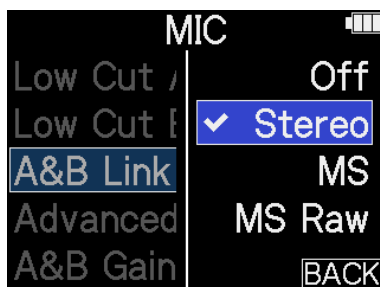 MIC
Low Cut A
Low Cut B
A&B Link
Advanced
A&B Gain
Off
Stereo
MS
MS Raw
BACK